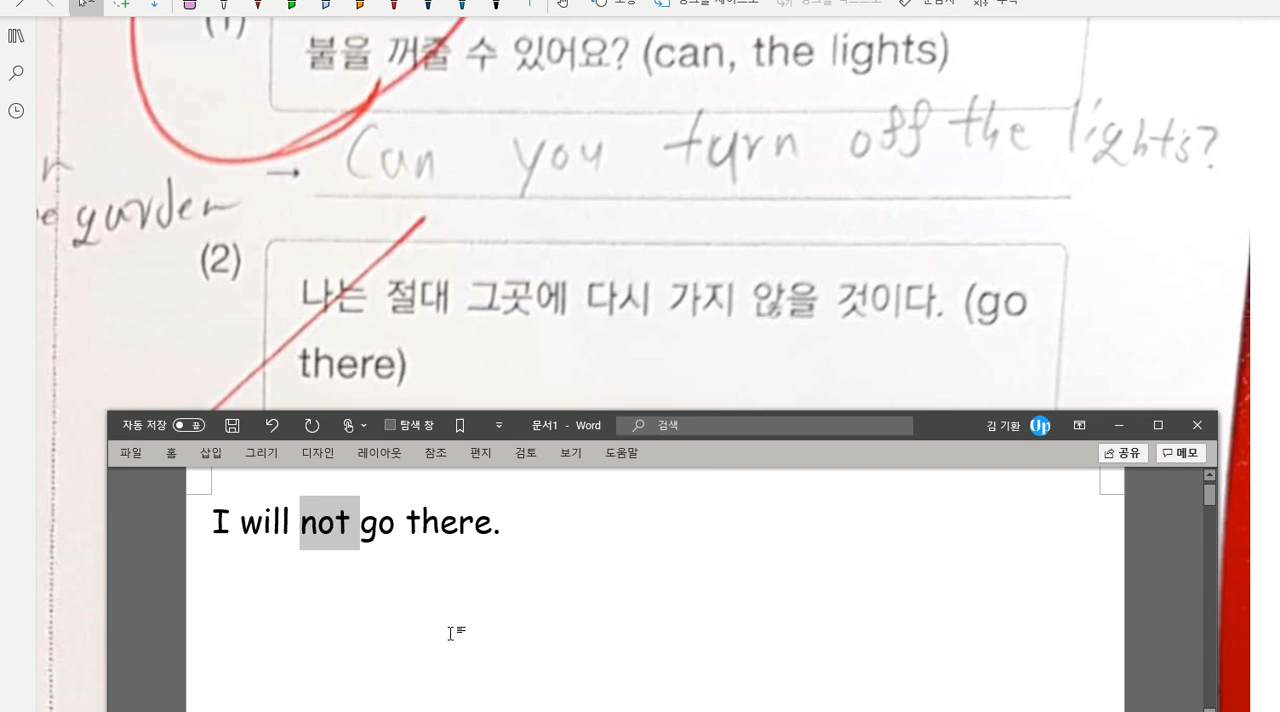 (1)
불을 꺼줄 수 있어요? (can, the lights)
→ Can you turn off the lights?
garden
(2)
나는 절대 그곳에 다시 가지 않을 것이다. (go
there)
자동 저장 끔 탐색 창 문서1 - Word 검색 김 기환
파일 홈 삽입 그리기 디자인 레이아웃 참조 편지 검토 보기 도움말 공유 메모
I will not go there.